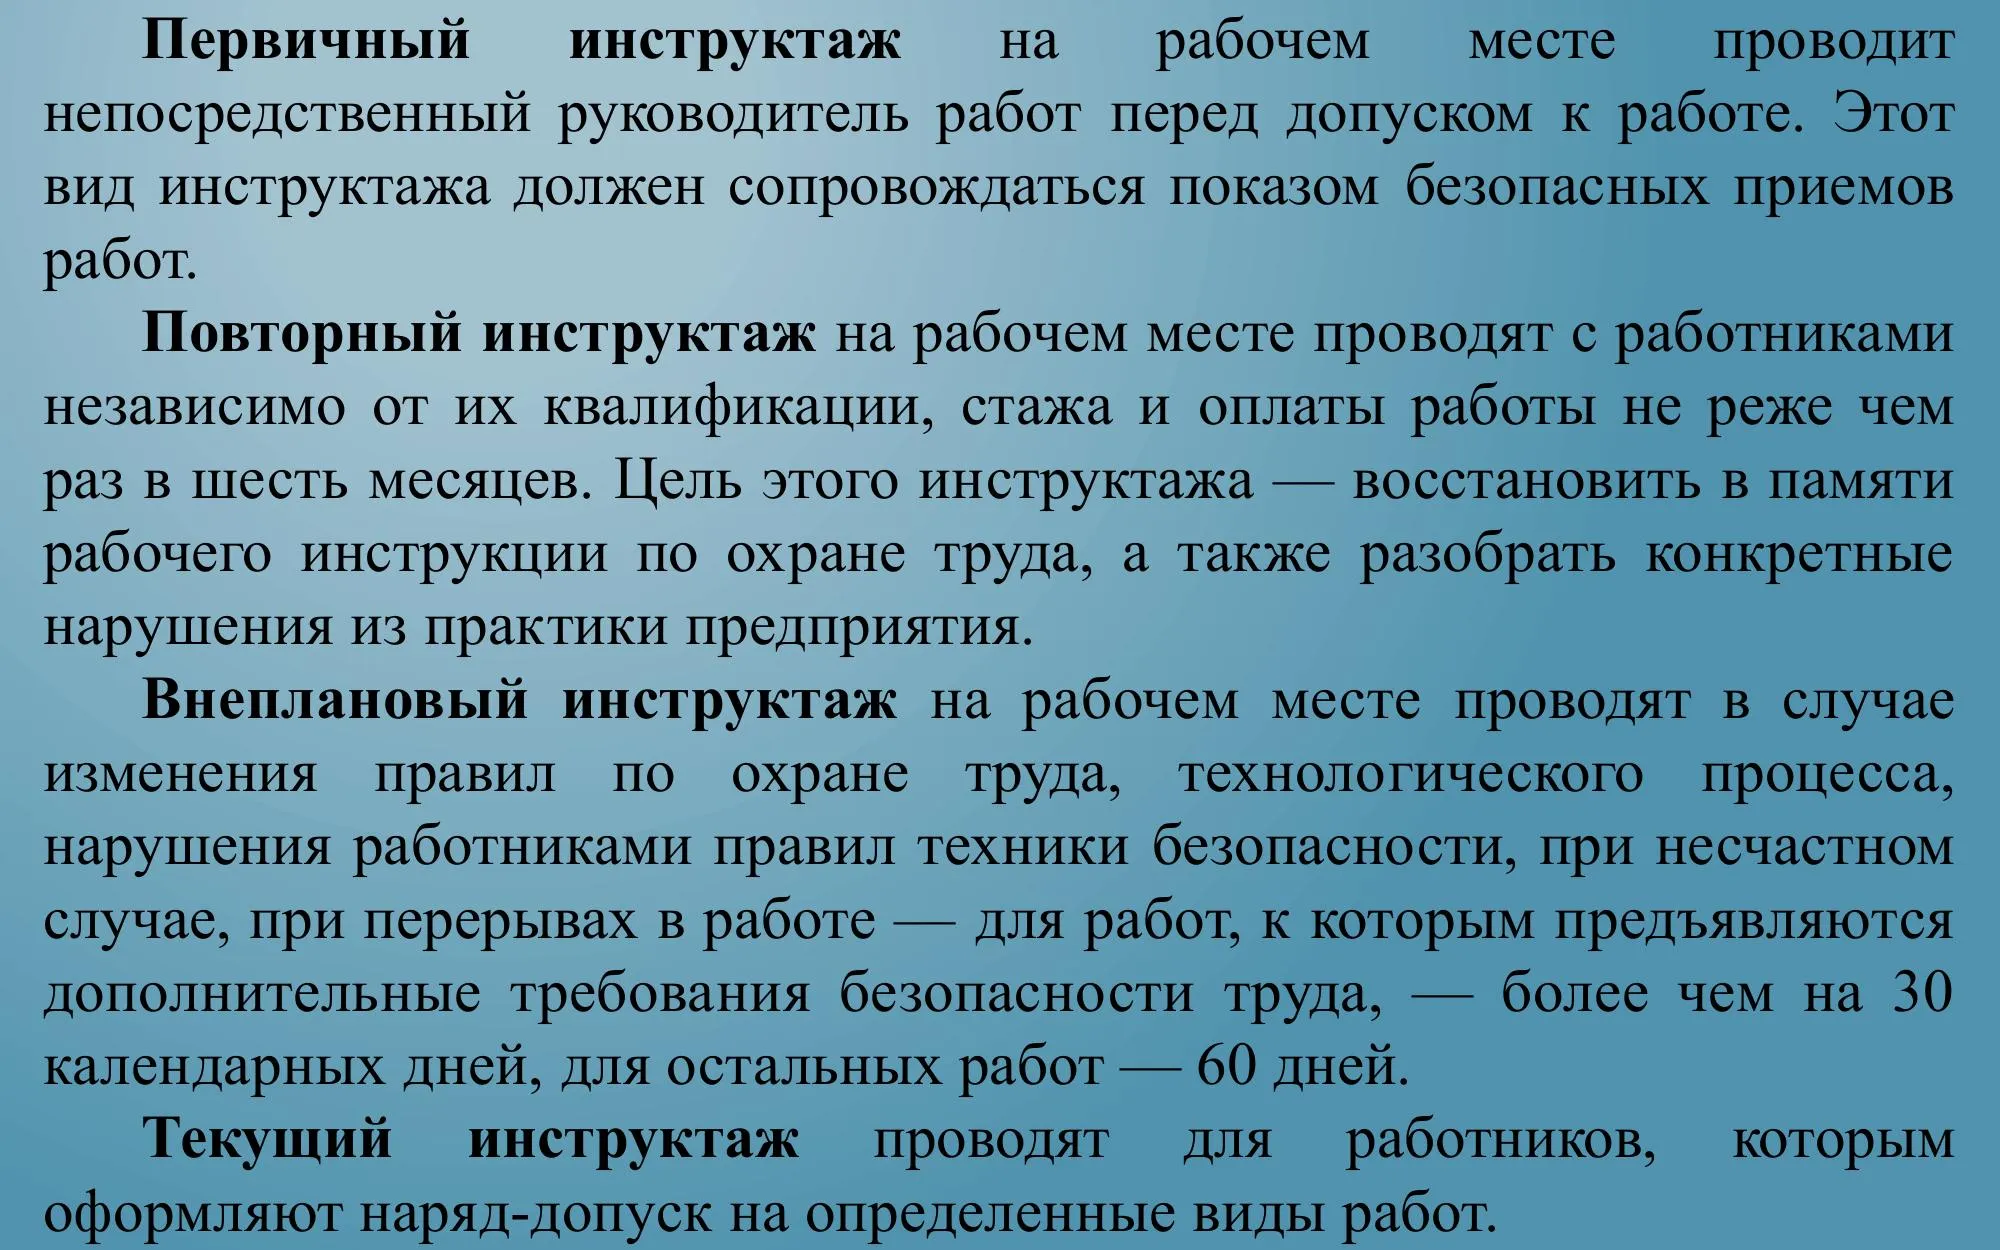 Первичный инструктаж на рабочем месте проводит
непосредственный руководитель работ перед допуском к работе. Этот
вид инструктажа должен сопровождаться показом безопасных приемов
работ.
Повторный инструктаж на рабочем месте проводят с работниками
независимо от их квалификации, стажа и оплаты работы не реже чем
раз в шесть месяцев. Цель этого инструктажа — восстановить в памяти
рабочего инструкции по охране труда, а также разобрать конкретные
нарушения из практики предприятия.
Внеплановый инструктаж на рабочем месте проводят в случае
изменения правил по охране труда, технологического процесса,
нарушения работниками правил техники безопасности, при несчастном
случае, при перерывах в работе — для работ, к которым предъявляются
дополнительные требования безопасности труда, — более чем на 30
календарных дней, для остальных работ — 60 дней.
Текущий инструктаж проводят для работников, которым
оформляют наряд-допуск на определенные виды работ.